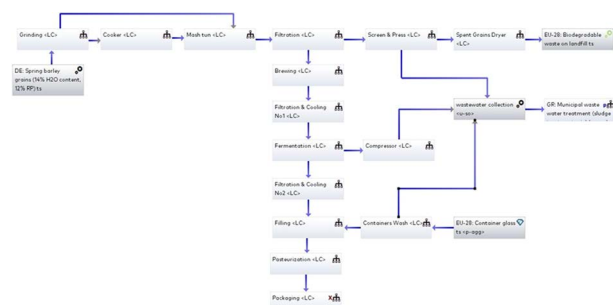 Grinding <LC>
Cooker <LC>
Mash tun <LC>
Filtration <LC>
Screen & Press <LC>
Spent Grains Dryer
<LC>
EU-28: Biodegradable
waste on landfill ts
DE: Spring barley
grains (14% H2O content,
12% RP) ts
Brewing <LC>
Filtration & Cooling
No1 <LC>
wastewater collection
<u-so>
GR: Municipal waste
water treatment (sludge
Fermentation <LC>
Compressor <LC>
Filtration & Cooling
No2 <LC>
Filling <LC>
Containers Wash <LC>
EU-28: Container glass
ts <p-agg>
Pasteurization <LC>
Packaging <LC>
X